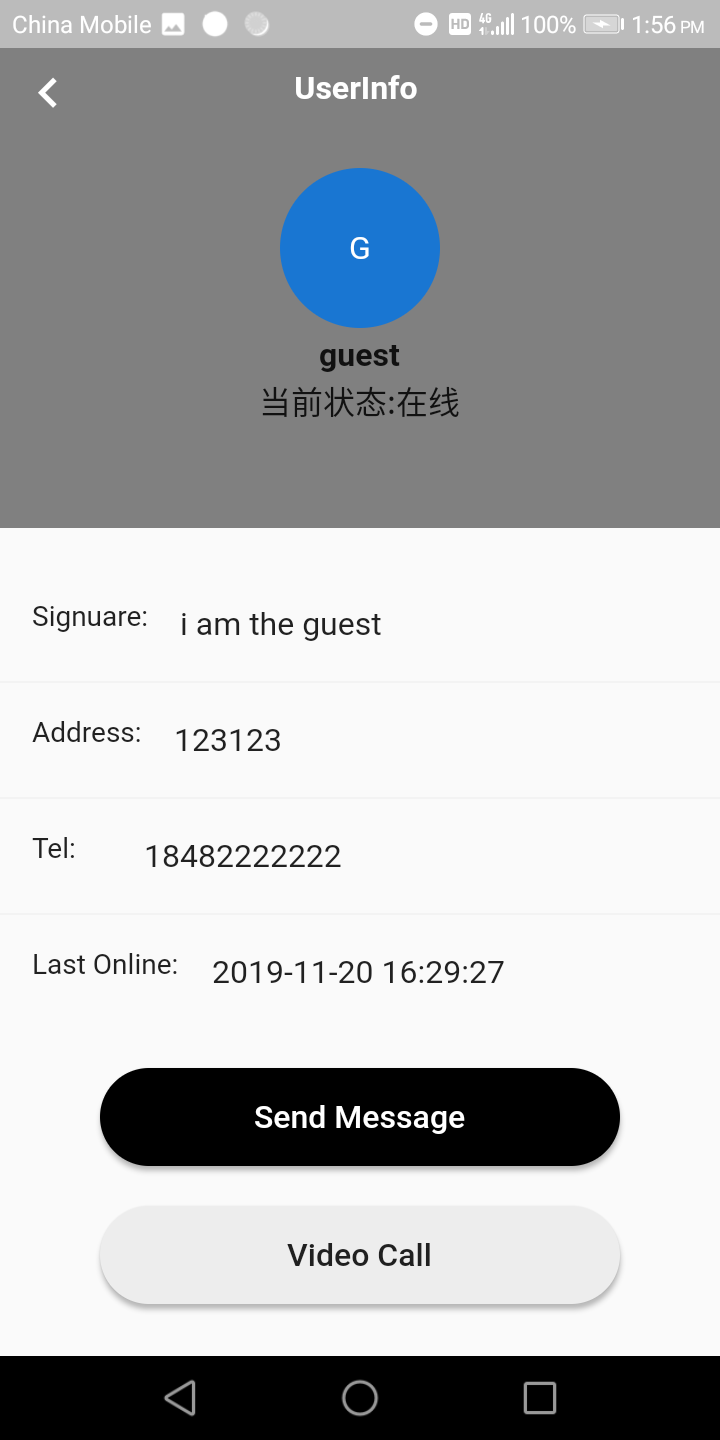 China Mobile HD 4G 100% 1:56 PM
UserInfo
G
guest
当前状态:在线
Signuare: i am the guest
Address: 123123
Tel: 18482222222
Last Online: 2019-11-20 16:29:27
Send Message
Video Call